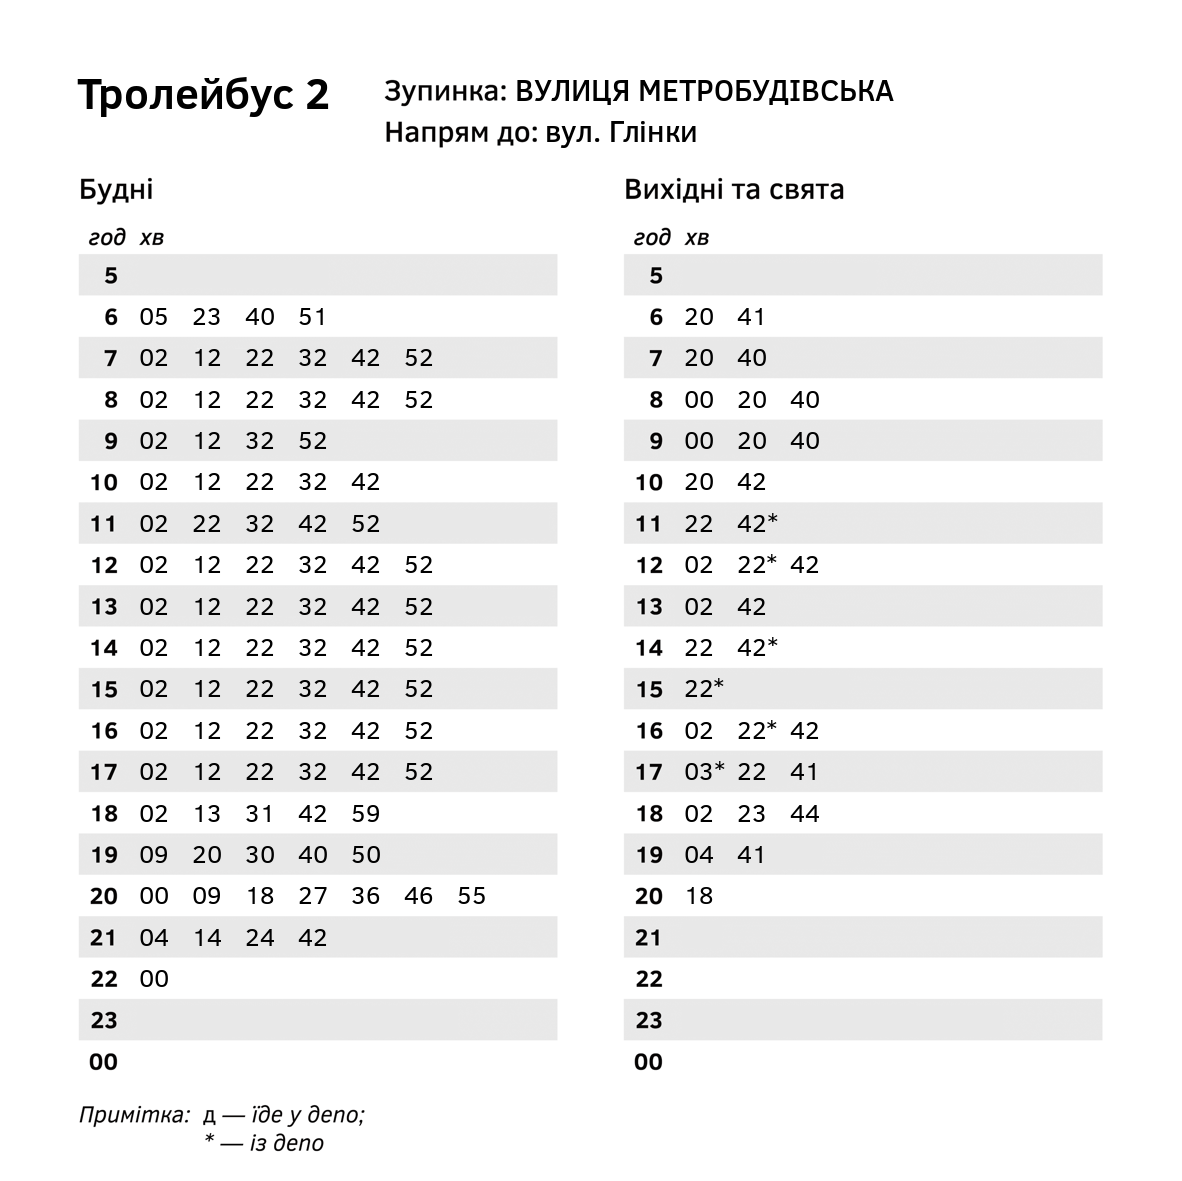 Тролейбус 2
Зупинка: ВУЛИЦЯ МЕТРОБУДІВСЬКА
Напрям до: вул. Глінки
Будні
год хв
5
6 05 23 40 51
7 02 12 22 32 42 52
8 02 12 22 32 42 52
9 02 12 32 52
10 02 12 22 32 42
11 02 22 32 42 52
12 02 12 22 32 42 52
13 02 12 22 32 42 52
14 02 12 22 32 42 52
15 02 12 22 32 42 52
16 02 12 22 32 42 52
17 02 12 22 32 42 52
18 02 13 31 42 59
19 09 20 30 40 50
20 00 09 18 27 36 46 55
21 04 14 24 42
22 00
23
00
Вихідні та свята
год хв
5
6 20 41
7 20 40
8 00 20 40
9 00 20 40
10 20 42
11 22 42*
12 02 22* 42
13 02 42
14 22 42*
15 22*
16 02 22* 42
17 03* 22 41
18 02 23 44
19 04 41
20 18
21
22
23
00
Примітка: д — їде у депо;
* — із депо